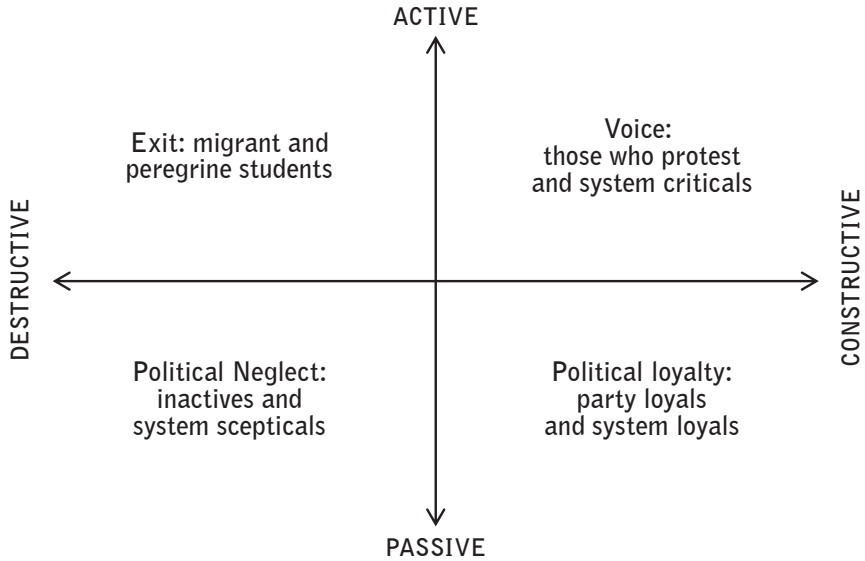 ACTIVE
Exit: migrant and
peregrine students
Voice:
those who protest
and system criticals
DESTRUCTIVE
CONSTRUCTIVE
Political Neglect:
inactives and
system scepticals
Political loyalty:
party loyals
and system loyals
PASSIVE